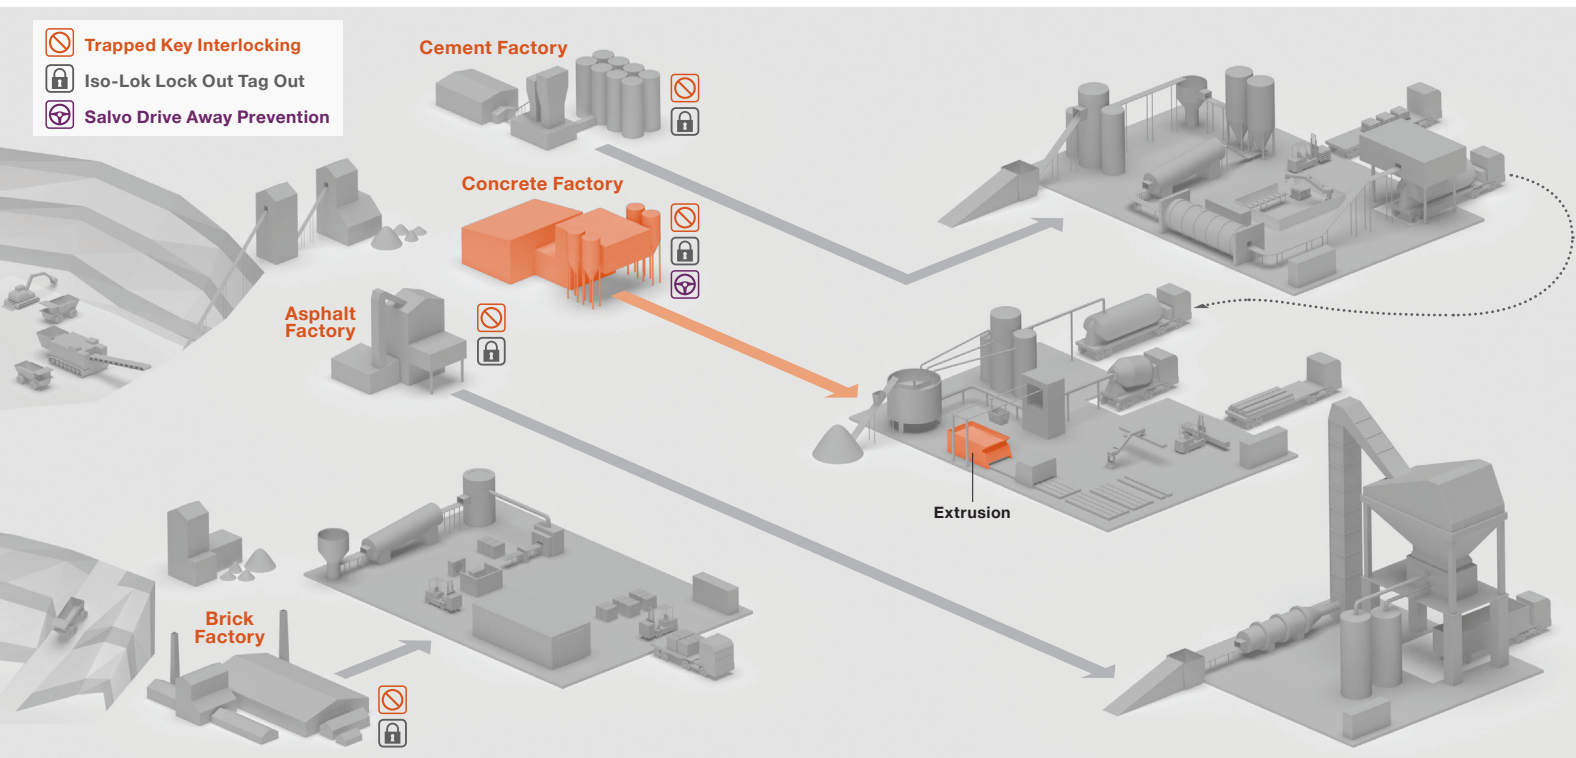 Trapped Key Interlocking
Iso-Lok Lock Out Tag Out
Salvo Drive Away Prevention
Cement Factory
Concrete Factory
Asphalt
Factory
Extrusion
Brick
Factory